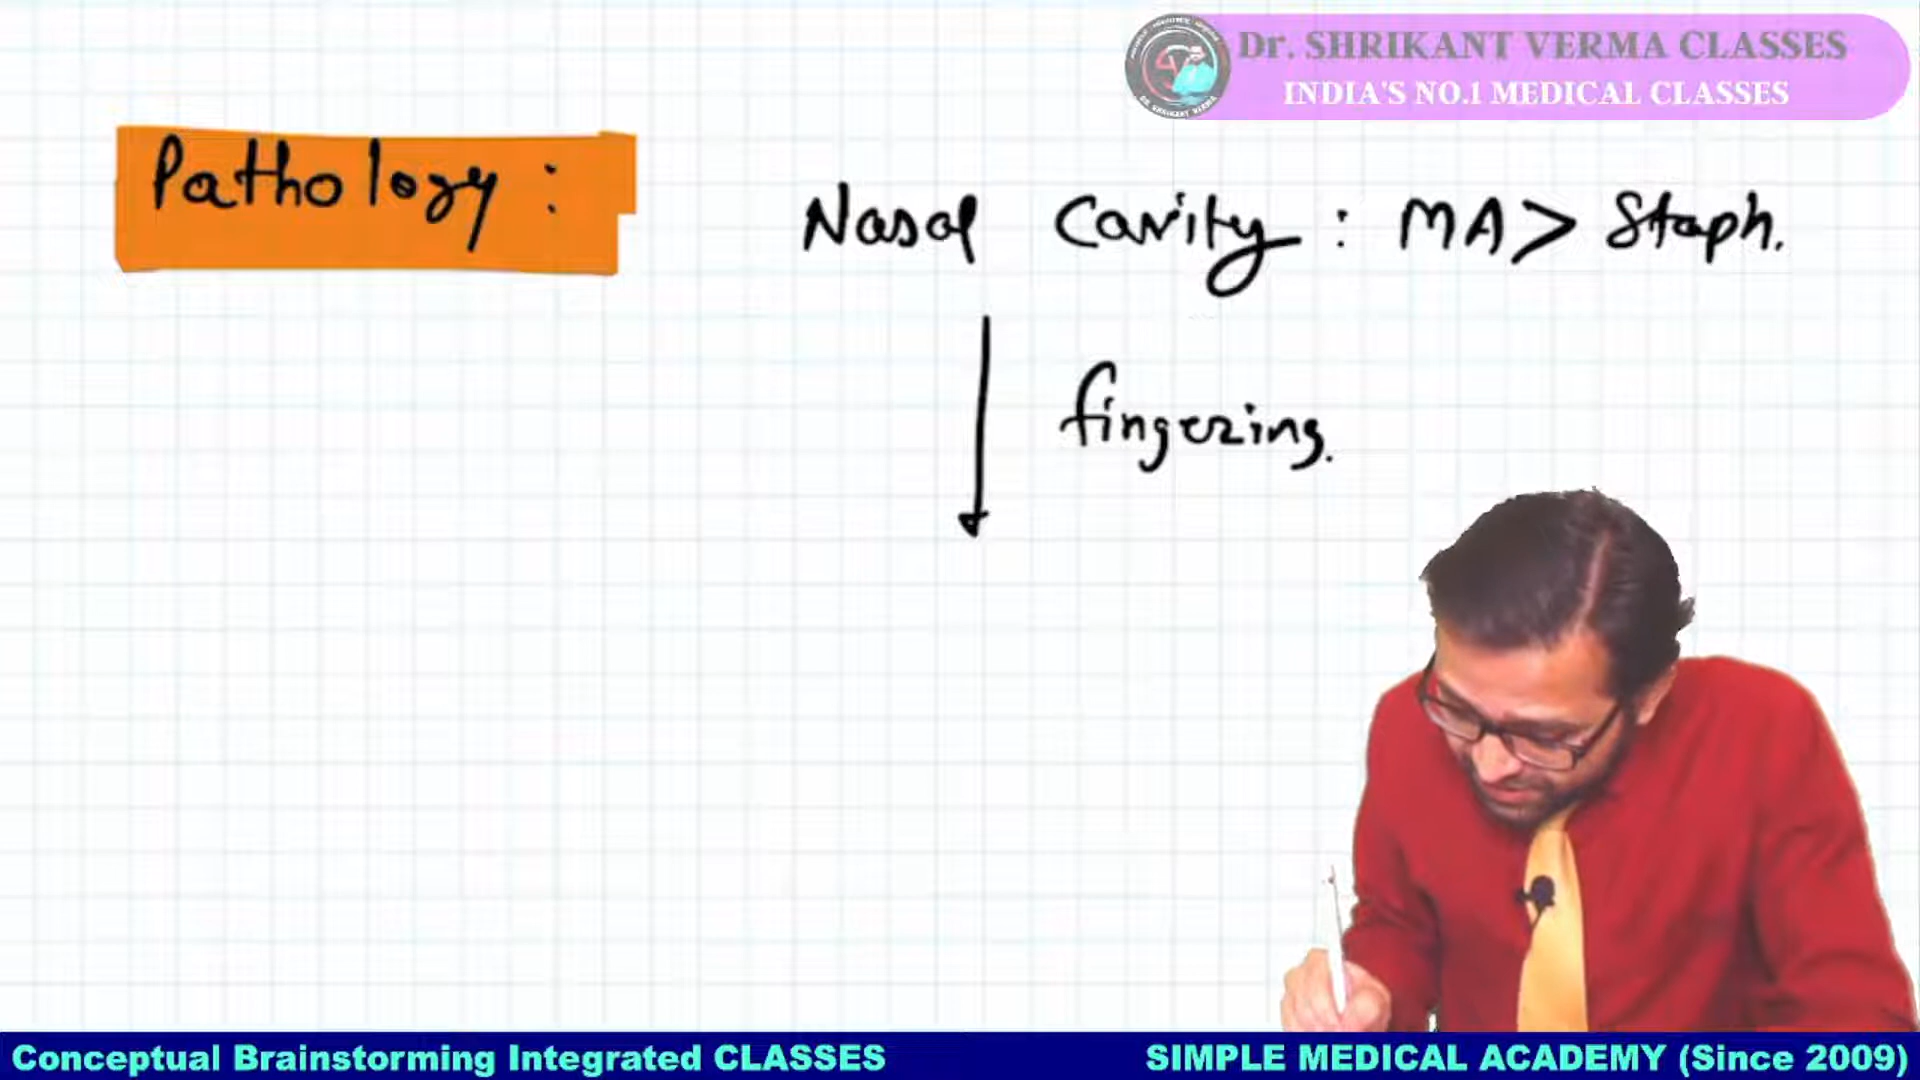 Dr. SHRIKANT VERMA CLASSES
INDIA'S NO.1 MEDICAL CLASSES
Pathology :
Nasal Cavity : MA > Staph.
fingering.
Conceptual Brainstorming Integrated CLASSES
SIMPLE MEDICAL ACADEMY (Since 2009)